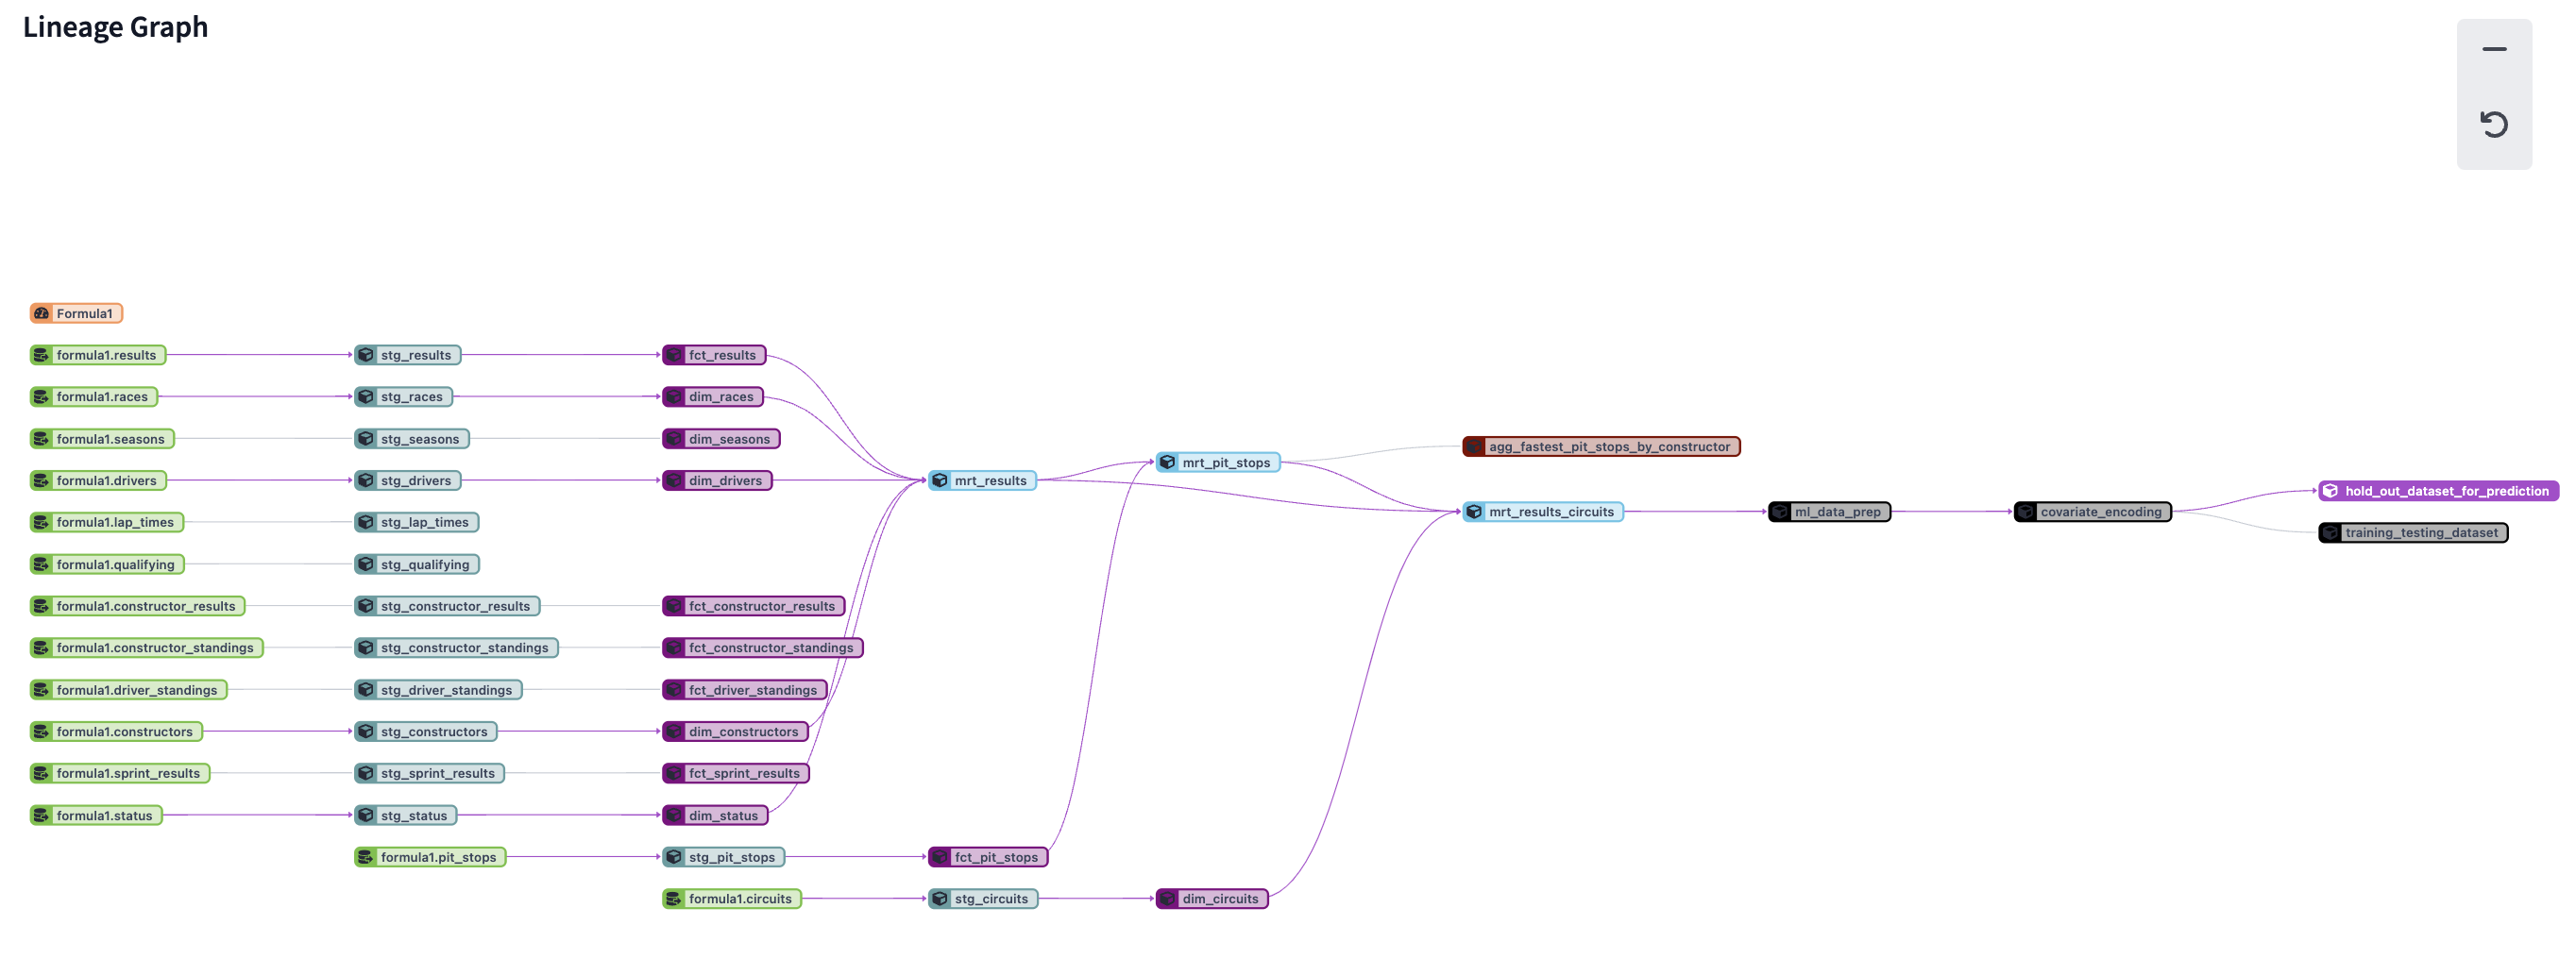 Lineage Graph
Formula1
formula1.results stg_results fct_results
formula1.races stg_races dim_races
formula1.seasons stg_seasons dim_seasons
agg_fastest_pit_stops_by_constructor
mrt_pit_stops
formula1.drivers stg_drivers dim_drivers mrt_results
hold_out_dataset_for_prediction
mrt_results_circuits ml_data_prep covariate_encoding
formula1.lap_times stg_lap_times
training_testing_dataset
formula1.qualifying stg_qualifying
formula1.constructor_results stg_constructor_results fct_constructor_results
formula1.constructor_standings stg_constructor_standings fct_constructor_standings
formula1.driver_standings stg_driver_standings fct_driver_standings
formula1.constructors stg_constructors dim_constructors
formula1.sprint_results stg_sprint_results fct_sprint_results
formula1.status stg_status dim_status
formula1.pit_stops stg_pit_stops fct_pit_stops
formula1.circuits stg_circuits dim_circuits